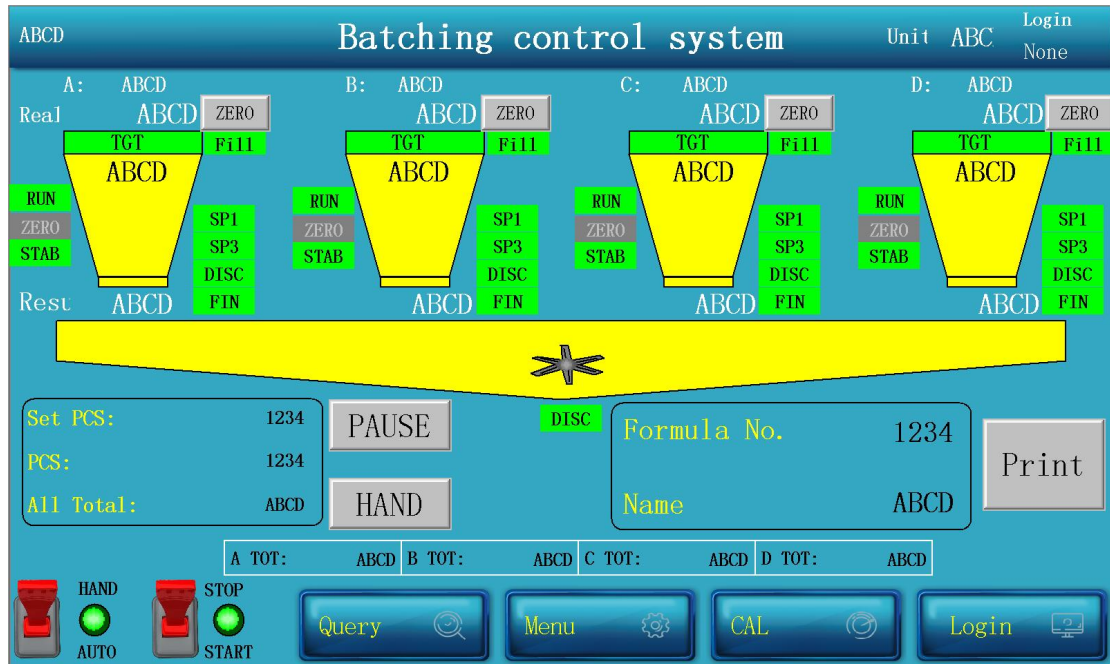 ABCD Batching control system Unit ABC Login
None
A: ABCD B: ABCD C: ABCD D: ABCD
Real ABCD ZERO ABCD ZERO ABCD ZERO ABCD ZERO
TGT Fill TGT Fill TGT Fill TGT Fill
ABCD ABCD ABCD ABCD
RUN RUN RUN RUN
SP1 SP1 SP1 SP1
ZERO ZERO ZERO ZERO
SP3 SP3 SP3 SP3
STAB STAB STAB STAB
DISC DISC DISC DISC
Resu ABCD FIN ABCD FIN ABCD FIN ABCD FIN
Set PCS: 1234 PAUSE DISC Formula No. 1234
PCS: 1234 Print
All Total: ABCD HAND Name ABCD
A TOT: ABCD B TOT: ABCD C TOT: ABCD D TOT: ABCD
HAND STOP
Query Menu CAL Login
AUTO START